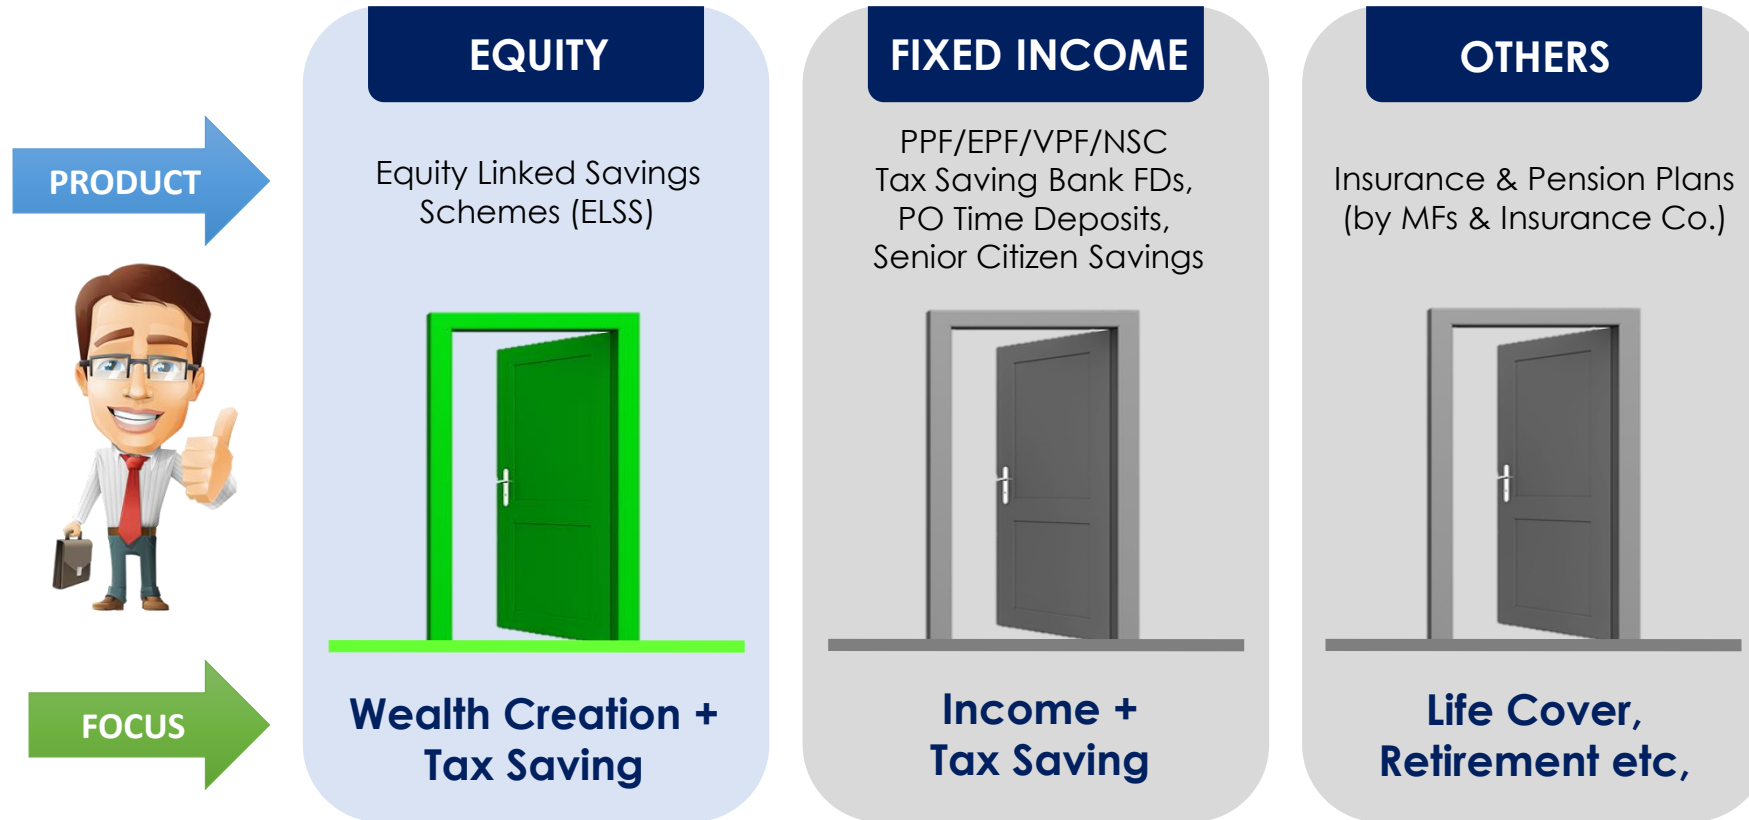 EQUITY
FIXED INCOME
OTHERS
PRODUCT
Equity Linked Savings
Schemes (ELSS)
PPF/EPF/VPF/NSC
Tax Saving Bank FDs,
PO Time Deposits,
Senior Citizen Savings
Insurance & Pension Plans
(by MFs & Insurance Co.)
FOCUS
Wealth Creation +
Tax Saving
Income +
Tax Saving
Life Cover,
Retirement etc,